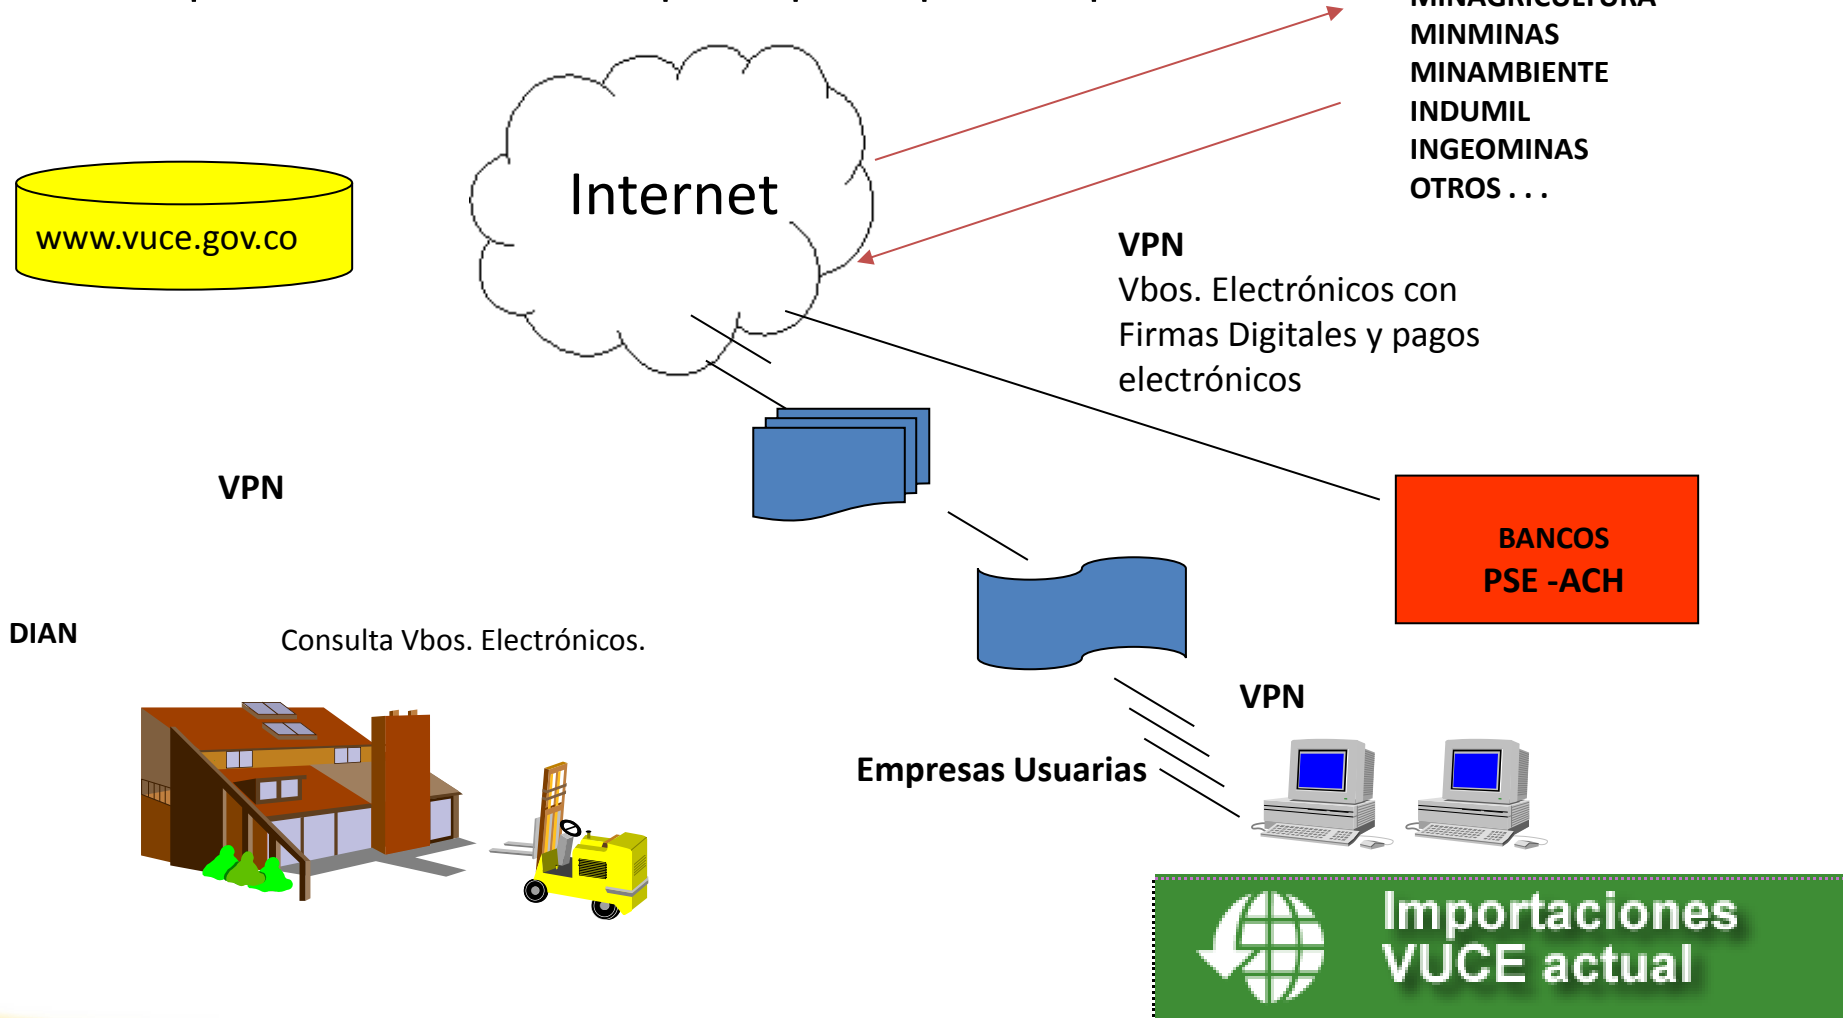 MINAGRICULTURA
MINMINAS
MINAMBIENTE
INDUMIL
INGEOMINAS
OTROS . . .
Internet
www.vuce.gov.co
VPN
Vbos. Electrónicos con
Firmas Digitales y pagos
electrónicos
VPN
BANCOS
PSE -ACH
DIAN
Consulta Vbos. Electrónicos.
VPN
Empresas Usuarias
Importaciones
VUCE actual